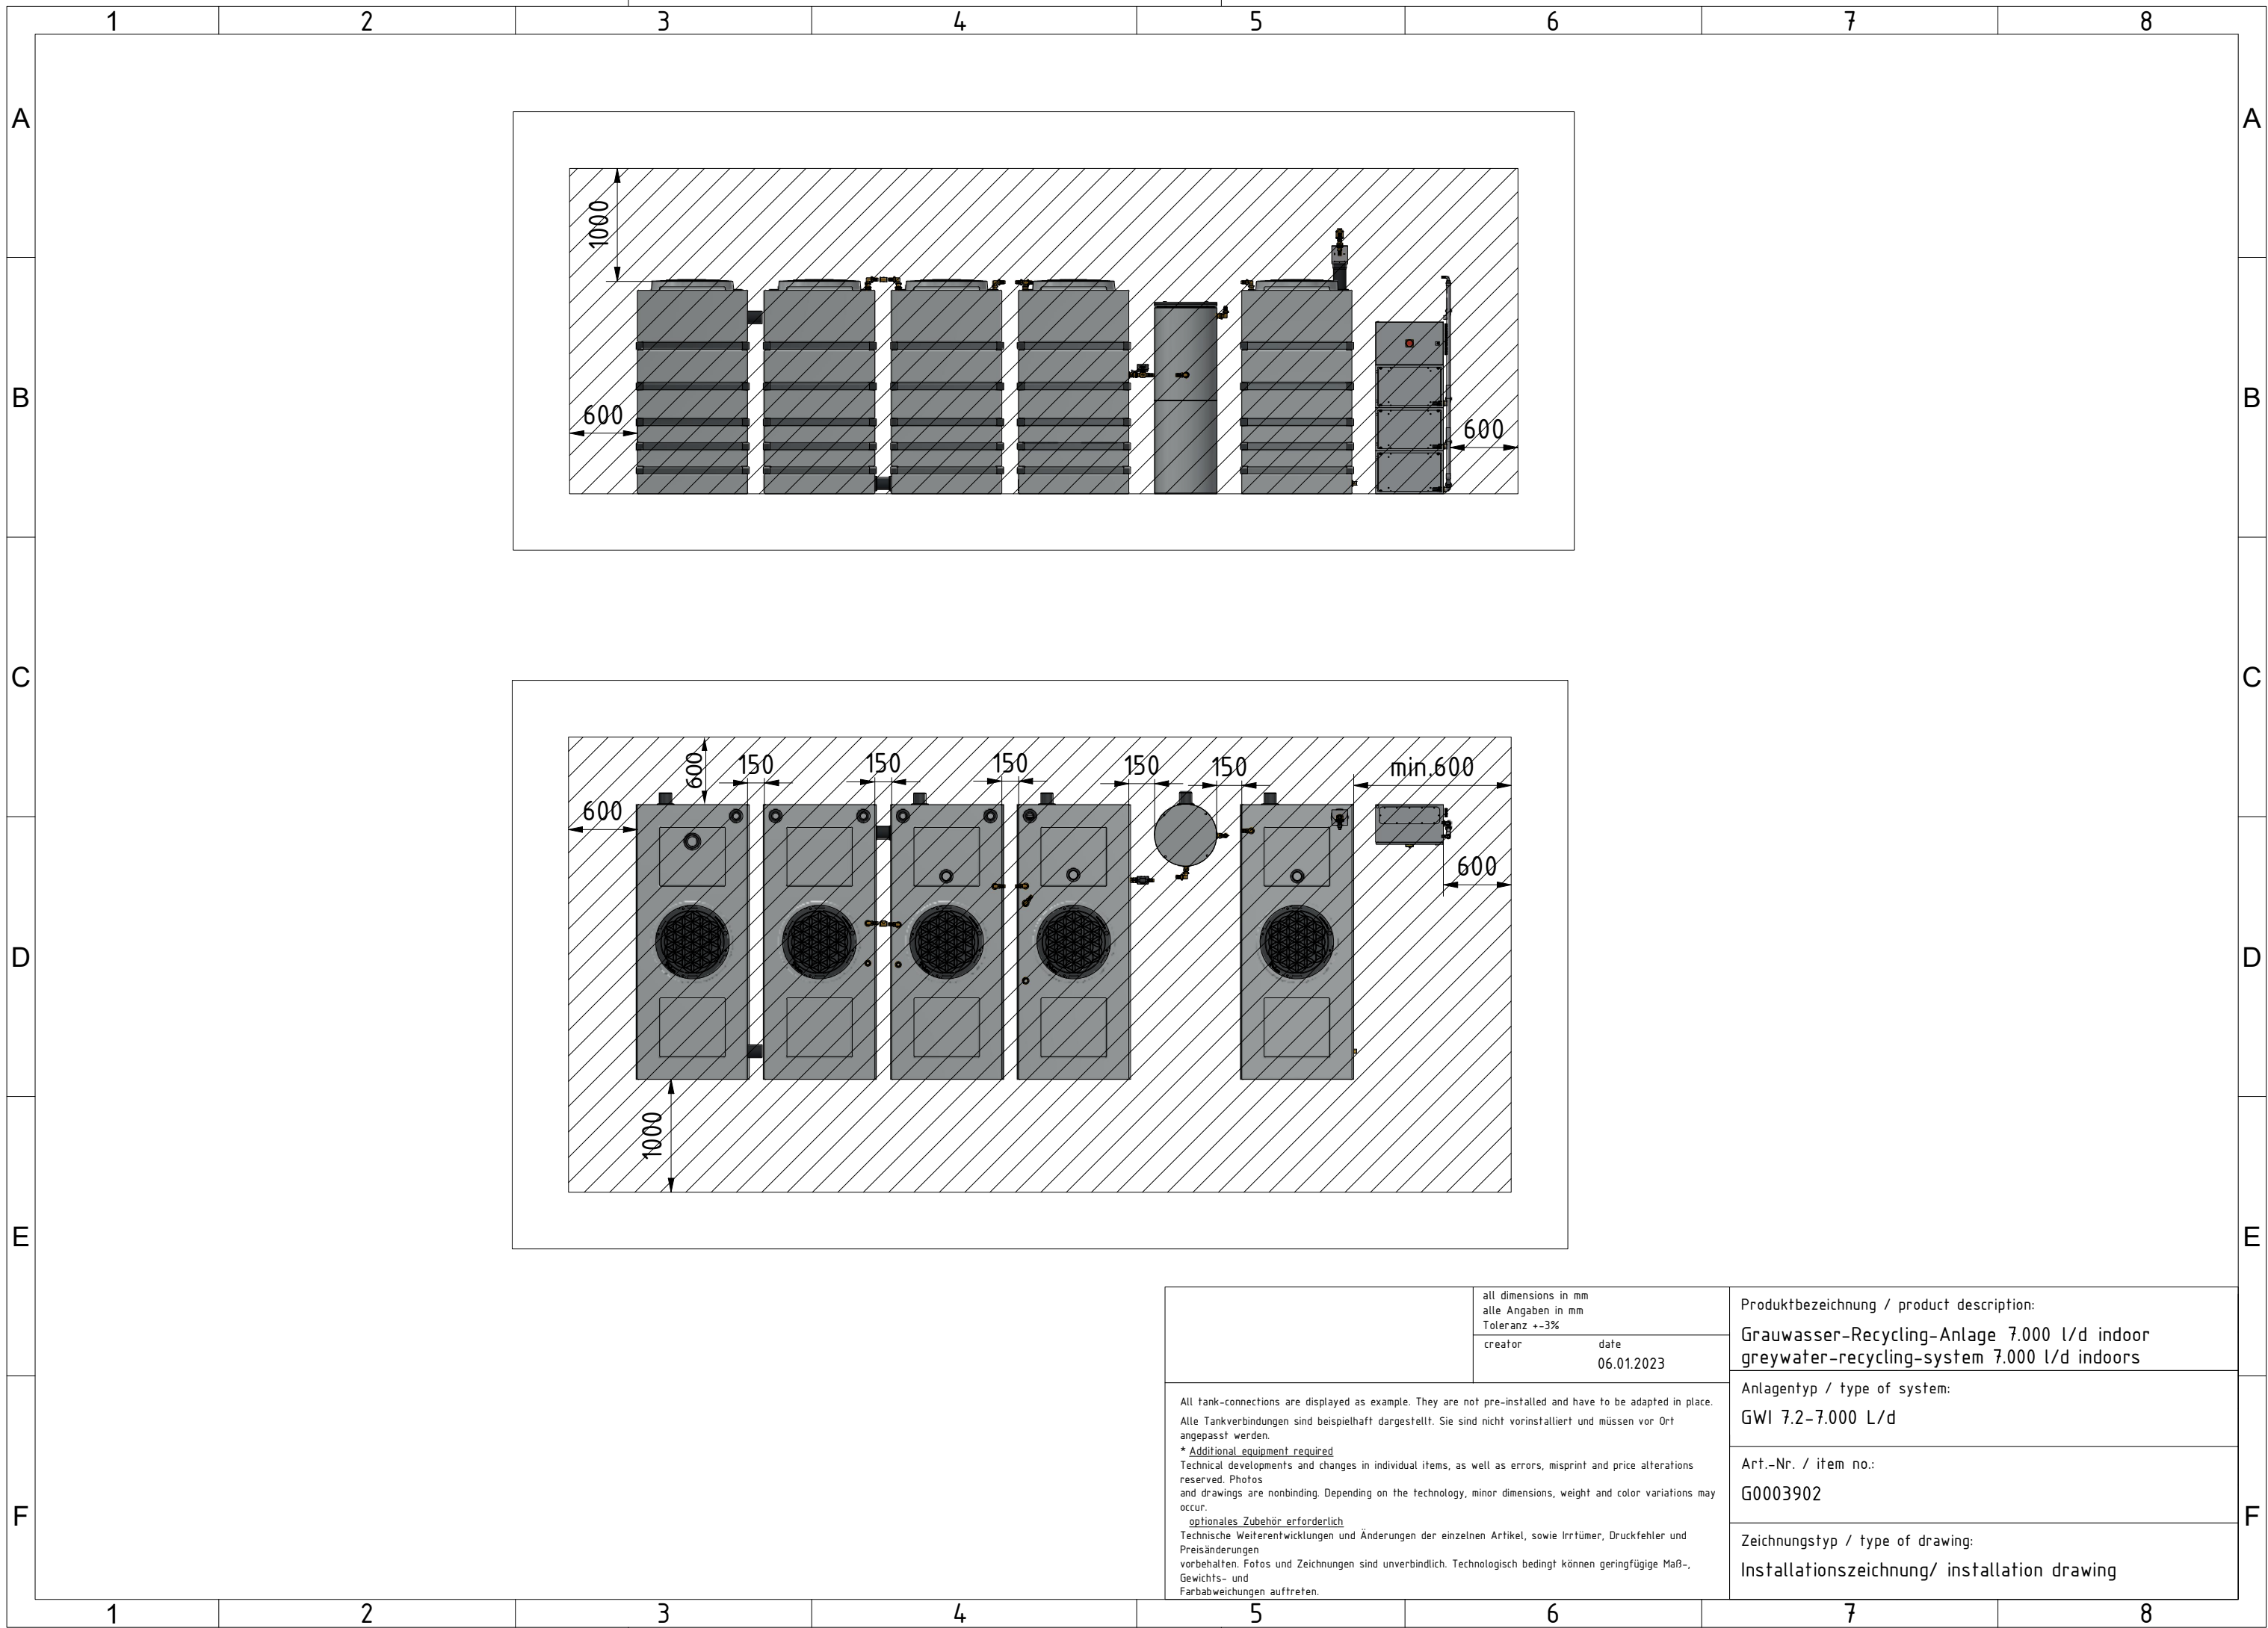 1 2 3 4 5 6 7 8
A A
1000
B B
600 600
C C
600 150 150 150 150 150 min.600
600
600
D D
1000
E E
all dimensions in mm
alle Angaben in mm
Toleranz +-3%
creator date
06.01.2023
All tank-connections are displayed as example. They are not pre-installed and have to be adapted in place.
Alle Tankverbindungen sind beispielhaft dargestellt. Sie sind nicht vorinstalliert und müssen vor Ort
angepasst werden.
* Additional equipment required
Technical developments and changes in individual items, as well as errors, misprint and price alterations
reserved. Photos
and drawings are nonbinding. Depending on the technology, minor dimensions, weight and color variations may
occur.
optionales Zubehör erforderlich
Technische Weiterentwicklungen und Änderungen der einzelnen Artikel, sowie Irrtümer, Druckfehler und
Preisänderungen
vorbehalten. Fotos und Zeichnungen sind unverbindlich. Technologisch bedingt können geringfügige Maß-,
Gewichts- und
Farbabweichungen auftreten.
Produktbezeichnung / product description:
Grauwasser-Recycling-Anlage 7.000 l/d indoor
greywater-recycling-system 7.000 l/d indoors
Anlagentyp / type of system:
GWI 7.2-7.000 L/d
Art.-Nr. / item no.:
G0003902
Zeichnungstyp / type of drawing:
Installationszeichnung/ installation drawing
F F
1 2 3 4 5 6 7 8